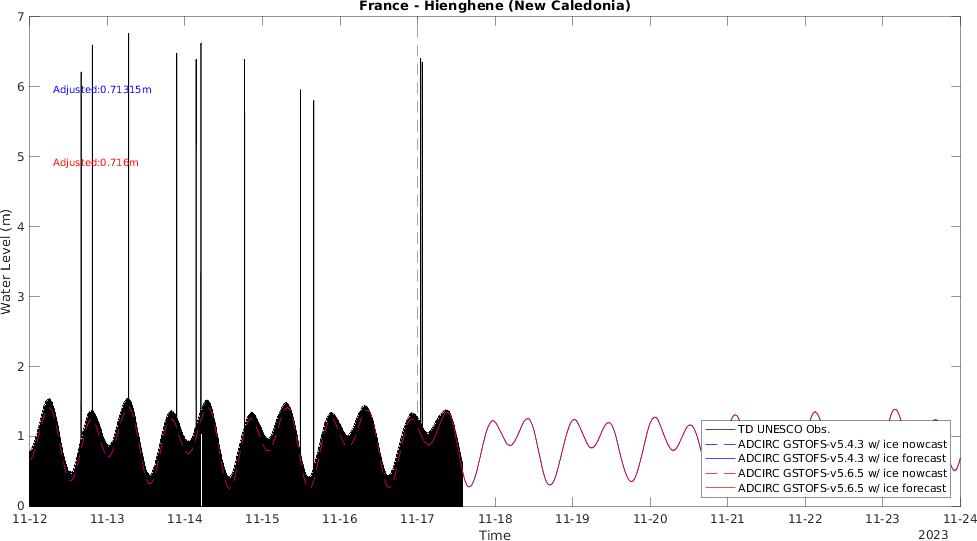 France - Hienghene (New Caledonia)
7
6
5
4
3
2
1
0
Water Level (m)
Adjusted:0.71315m
Adjusted:0.716m
TD UNESCO Obs.
ADCIRC GSTOFS-v5.4.3 w/ ice nowcast
ADCIRC GSTOFS-v5.4.3 w/ ice forecast
ADCIRC GSTOFS-v5.6.5 w/ ice nowcast
ADCIRC GSTOFS-v5.6.5 w/ ice forecast
11-12 11-13 11-14 11-15 11-16 11-17 11-18 11-19 11-20 11-21 11-22 11-23 11-24
Time
2023